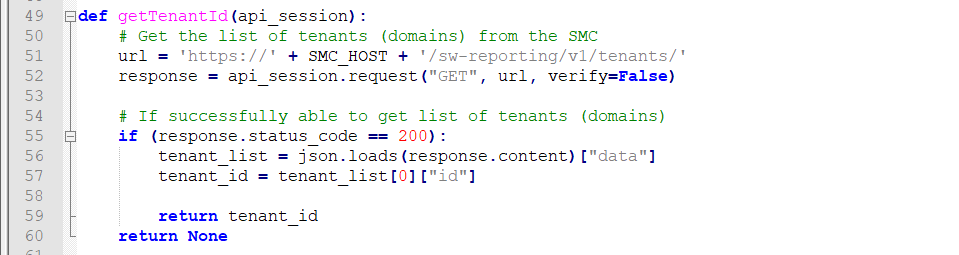 49 def getTenantId(api_session):
50     # Get the list of tenants (domains) from the SMC
51     url = 'https://' + SMC_HOST + '/sw-reporting/v1/tenants/'
52     response = api_session.request("GET", url, verify=False)
53
54     # If successfully able to get list of tenants (domains)
55     if (response.status_code == 200):
56         tenant_list = json.loads(response.content)["data"]
57         tenant_id = tenant_list[0]["id"]
58
59         return tenant_id
60     return None